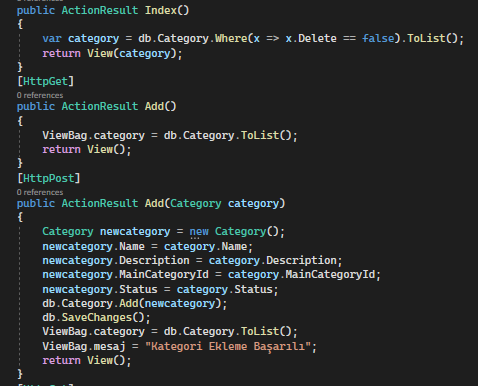 public ActionResult Index()
{
var category = db.Category.Where(x => x.Delete == false).ToList();
return View(category);
}
[HttpGet]
0 references
public ActionResult Add()
{
ViewBag.category = db.Category.ToList();
return View();
}
[HttpPost]
0 references
public ActionResult Add(Category category)
{
Category newcategory = new Category();
newcategory.Name = category.Name;
newcategory.Description = category.Description;
newcategory.MainCategoryId = category.MainCategoryId;
newcategory.Status = category.Status;
db.Category.Add(newcategory);
db.SaveChanges();
ViewBag.category = db.Category.ToList();
ViewBag.mesaj = "Kategori Ekleme Başarılı";
return View();
}